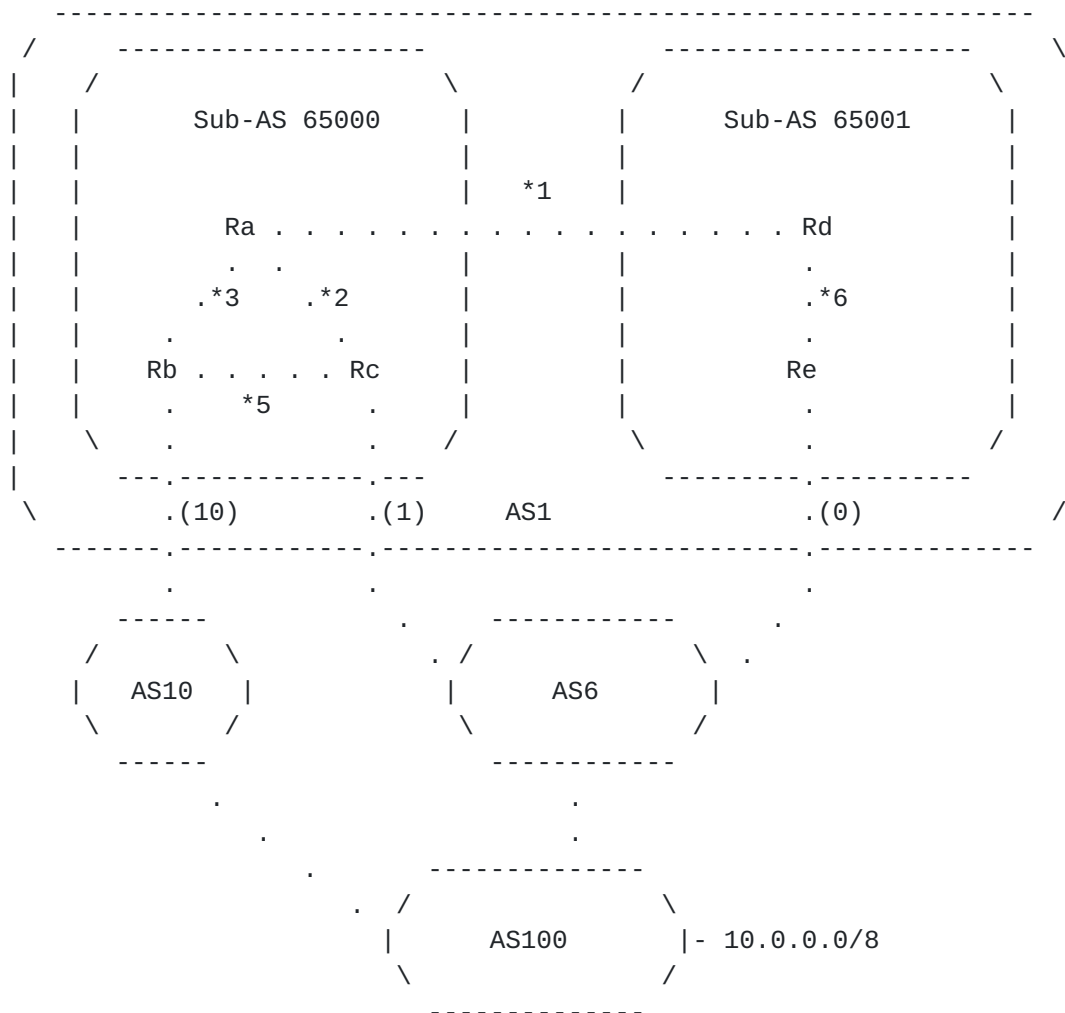 Sub-AS 65000 Sub-AS 65001
*1
Ra Rd
*3 *2 *6
Rb Rc Re
*5
(10) (1) AS1 (0)
AS10 AS6
AS100 10.0.0.0/8